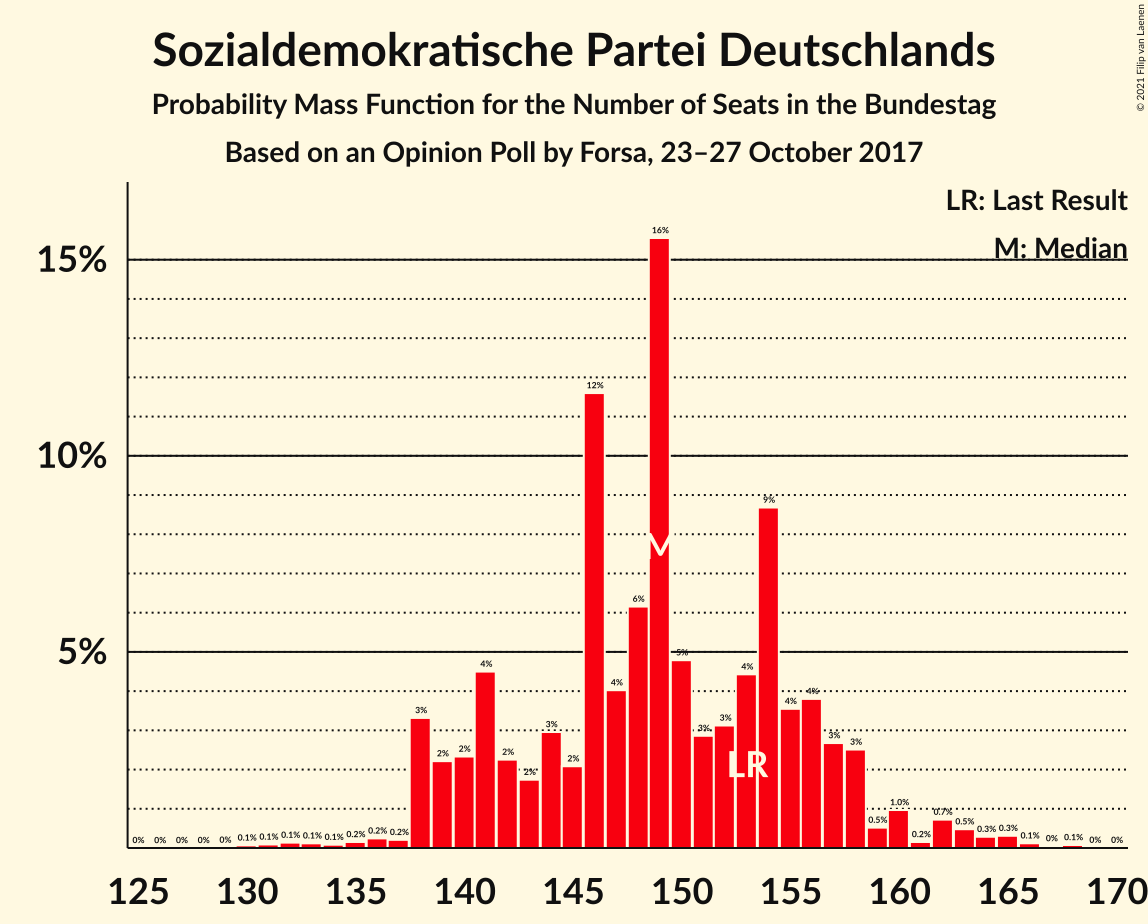 © 2021 Filip van Laenen
Sozialdemokratische Partei Deutschlands
Probability Mass Function for the Number of Seats in the Bundestag
Based on an Opinion Poll by Forsa, 23–27 October 2017
LR: Last Result
M: Median
15%
10%
5%
0% 0% 0% 0% 0% 0.1% 0.1% 0.1% 0.1% 0.1% 0.2% 0.2% 0.2% 3% 2% 2% 4% 2% 2% 3% 2% 12% 4% 6% 16% 5% 3% 3% 4% 9% 4% 4% 3% 3% 0.5% 1.0% 0.2% 0.7% 0.5% 0.3% 0.3% 0.1% 0% 0.1% 0% 0%
M
LR
125 130 135 140 145 150 155 160 165 170